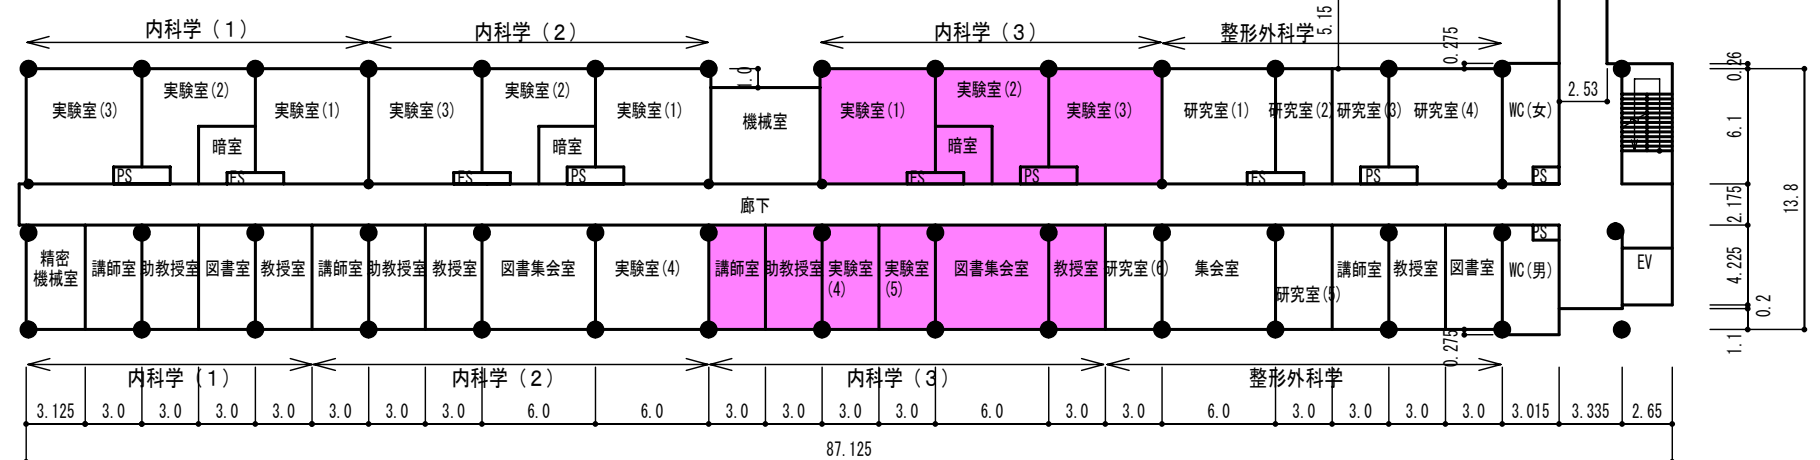 内科学（１）
内科学（２）
内科学（３）
整形外科学
5.15
0.275
1.0
2.53
0.26
実験室(3)
実験室(2)
実験室(1)
実験室(3)
実験室(2)
実験室(1)
機械室
実験室(1)
実験室(2)
実験室(3)
研究室(1)
研究室(2)
研究室(3)
研究室(4)
WC(女)
暗室
暗室
暗室
6.1
PS
PS
PS
PS
PS
PS
PS
PS
PS
廊下
2.175
13.8
PS
精密
機械室
講師室
助教授室
図書室
教授室
講師室
助教授室
教授室
図書集会室
実験室(4)
講師室
助教授室
実験室
(4)
実験室
(5)
図書集会室
教授室
研究室(6)
集会室
研究室(5)
講師室
教授室
図書室
WC(男)
EV
4.225
0.2
1.1
0.275
内科学（１）
内科学（２）
内科学（３）
整形外科学
3.125
3.0
3.0
3.0
3.0
3.0
3.0
3.0
6.0
6.0
3.0
3.0
3.0
3.0
6.0
3.0
3.0
6.0
3.0
3.0
3.0
3.0
3.015
3.335
2.65
87.125